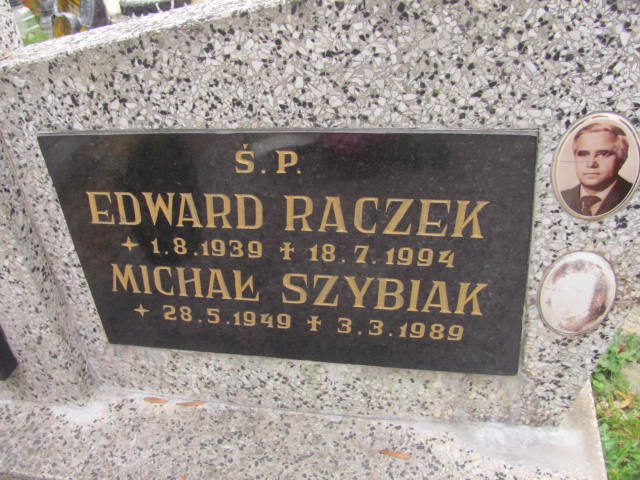 Ś.P.
EDWARD RACZEK
+ 1.8.1939 ✝ 18.7.1994
MICHAŁ SZYBIAK
+ 28.5.1949 ✝ 3.3.1989